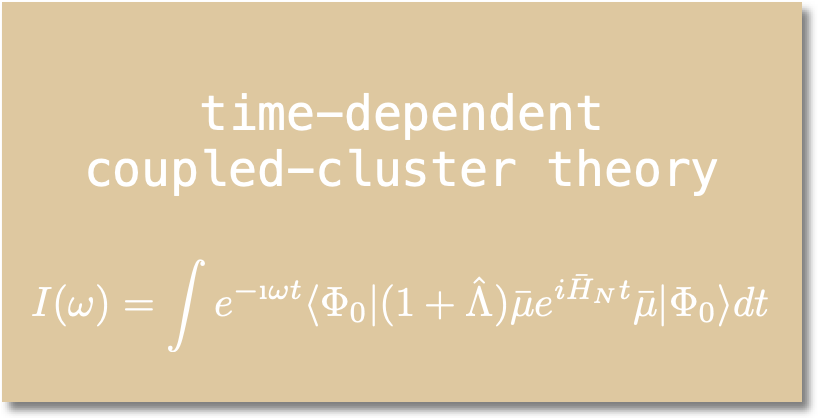 time-dependent
coupled-cluster theory
I(ω) = ∫ e^{−ıωt}⟨Φ₀|(1 + Λ̂)μ̄e^{iH̄_N t}μ̄|Φ₀⟩dt